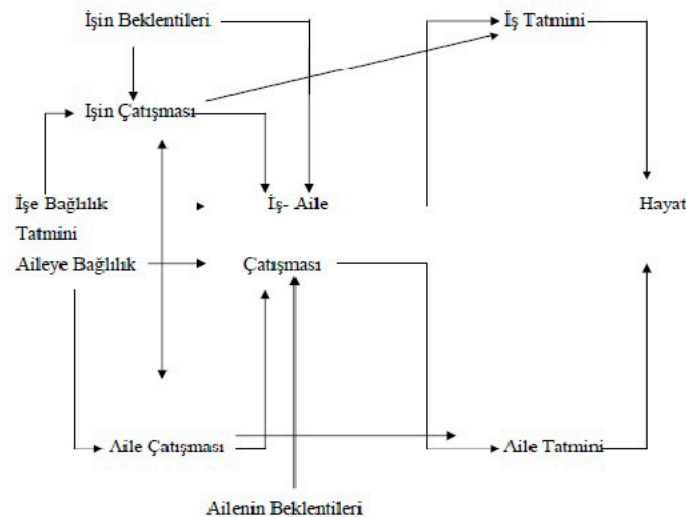 İşin Beklentileri İş Tatmini
Işin Çatışması
İşe Bağlılık İş- Aile Hayat
Tatmini
Aileye Bağlılık Çatışması
Aile Çatışması Aile Tatmini
Ailenin Beklentileri